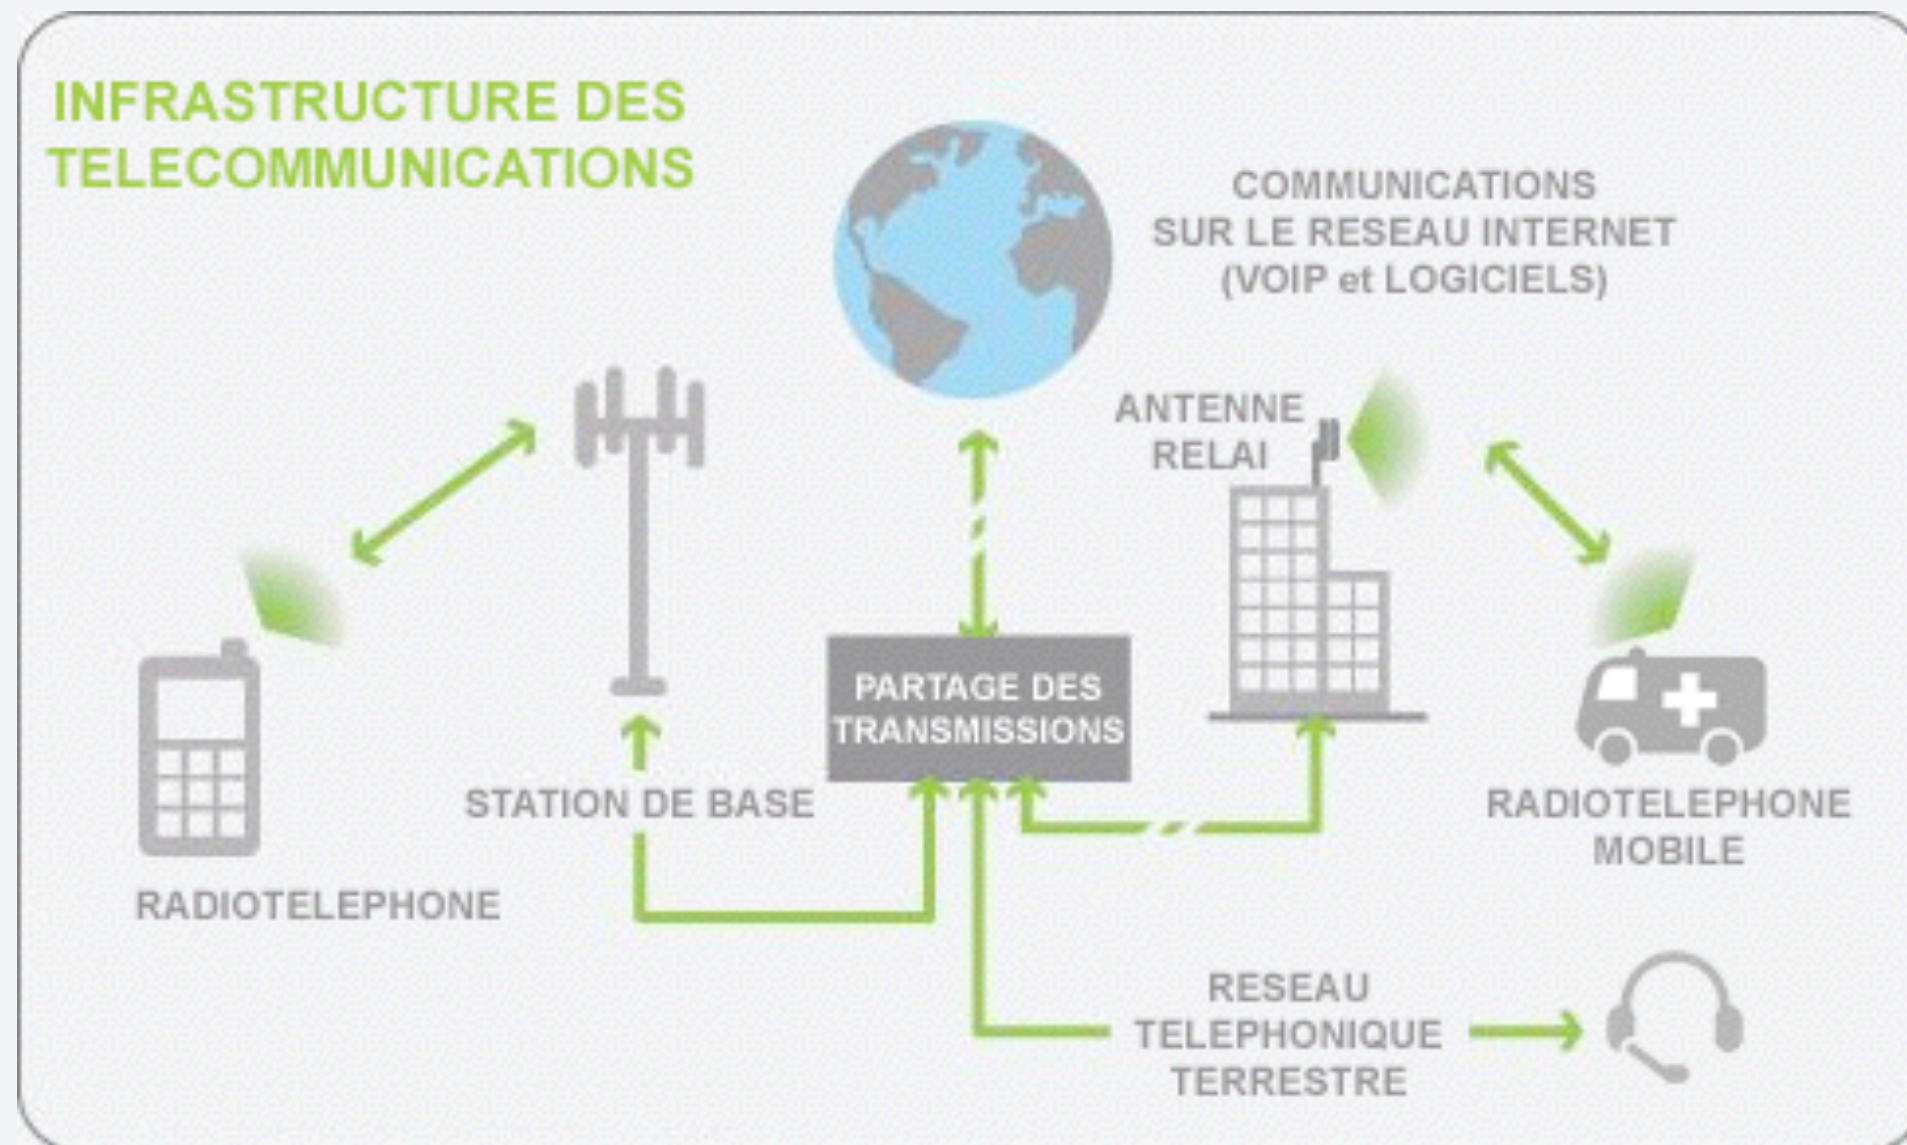 INFRASTRUCTURE DES
TELECOMMUNICATIONS
COMMUNICATIONS
SUR LE RESEAU INTERNET
(VOIP et LOGICIELS)
ANTENNE
RELAI
PARTAGE DES
TRANSMISSIONS
STATION DE BASE
RADIOTELEPHONE
MOBILE
RADIOTELEPHONE
RESEAU
TELEPHONIQUE
TERRESTRE